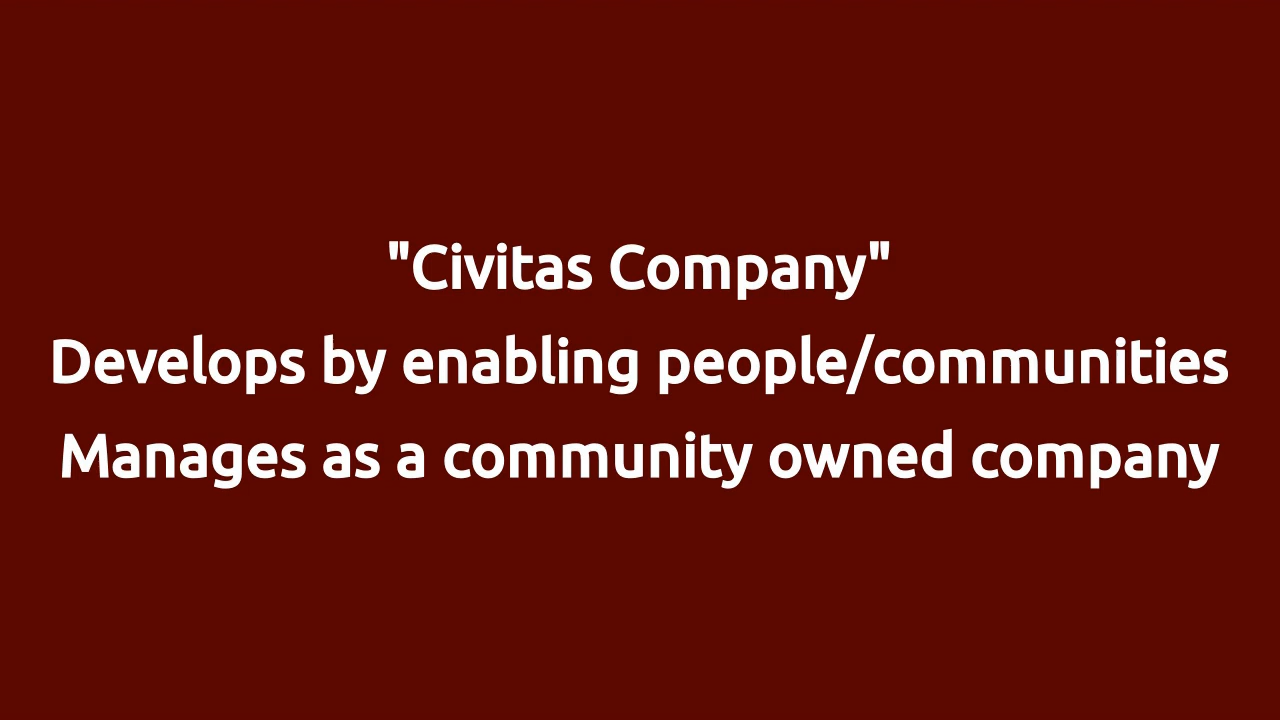 "Civitas Company"
Develops by enabling people/communities
Manages as a community owned company